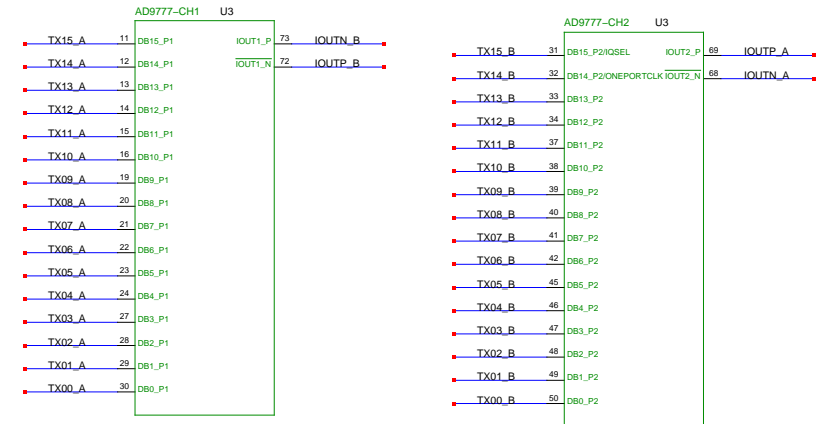 AD9777-CH1 U3
TX15_A 11 DB15_P1 IOUT1_P 73 IOUTN_B
TX14_A 12 DB14_P1 IOUT1_N 72 IOUTP_B
TX13_A 13 DB13_P1
TX12_A 14 DB12_P1
TX11_A 15 DB11_P1
TX10_A 16 DB10_P1
TX09_A 19 DB9_P1
TX08_A 20 DB8_P1
TX07_A 21 DB7_P1
TX06_A 22 DB6_P1
TX05_A 23 DB5_P1
TX04_A 24 DB4_P1
TX03_A 27 DB3_P1
TX02_A 28 DB2_P1
TX01_A 29 DB1_P1
TX00_A 30 DB0_P1
AD9777-CH2 U3
TX15_B 31 DB15_P2/IQSEL IOUT2_P 69 IOUTP_A
TX14_B 32 DB14_P2/ONEPORTCLK IOUT2_N 68 IOUTN_A
TX13_B 33 DB13_P2
TX12_B 34 DB12_P2
TX11_B 37 DB11_P2
TX10_B 38 DB10_P2
TX09_B 39 DB9_P2
TX08_B 40 DB8_P2
TX07_B 41 DB7_P2
TX06_B 42 DB6_P2
TX05_B 45 DB5_P2
TX04_B 46 DB4_P2
TX03_B 47 DB3_P2
TX02_B 48 DB2_P2
TX01_B 49 DB1_P2
TX00_B 50 DB0_P2